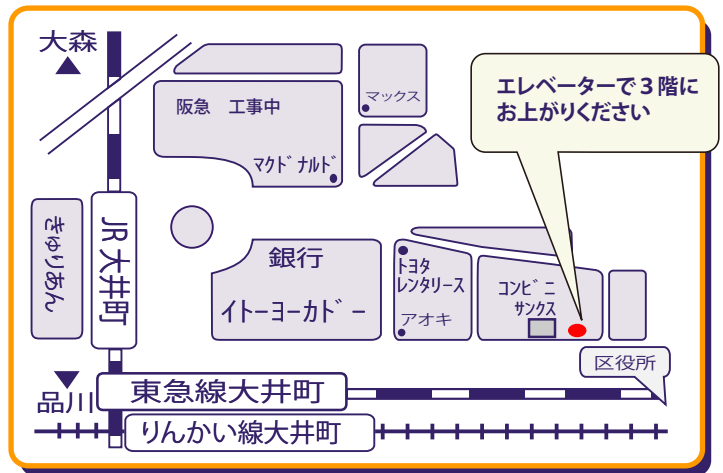 大森
マックス
阪急 工事中
マクドナルド
エレベーターで3階に
お上がりください
きゅりあん
JR大井町
銀行
イトーヨーカドー
トヨタ
レンタリース
アオキ
コンビニ
サンクス
区役所
品川
東急線大井町
りんかい線大井町